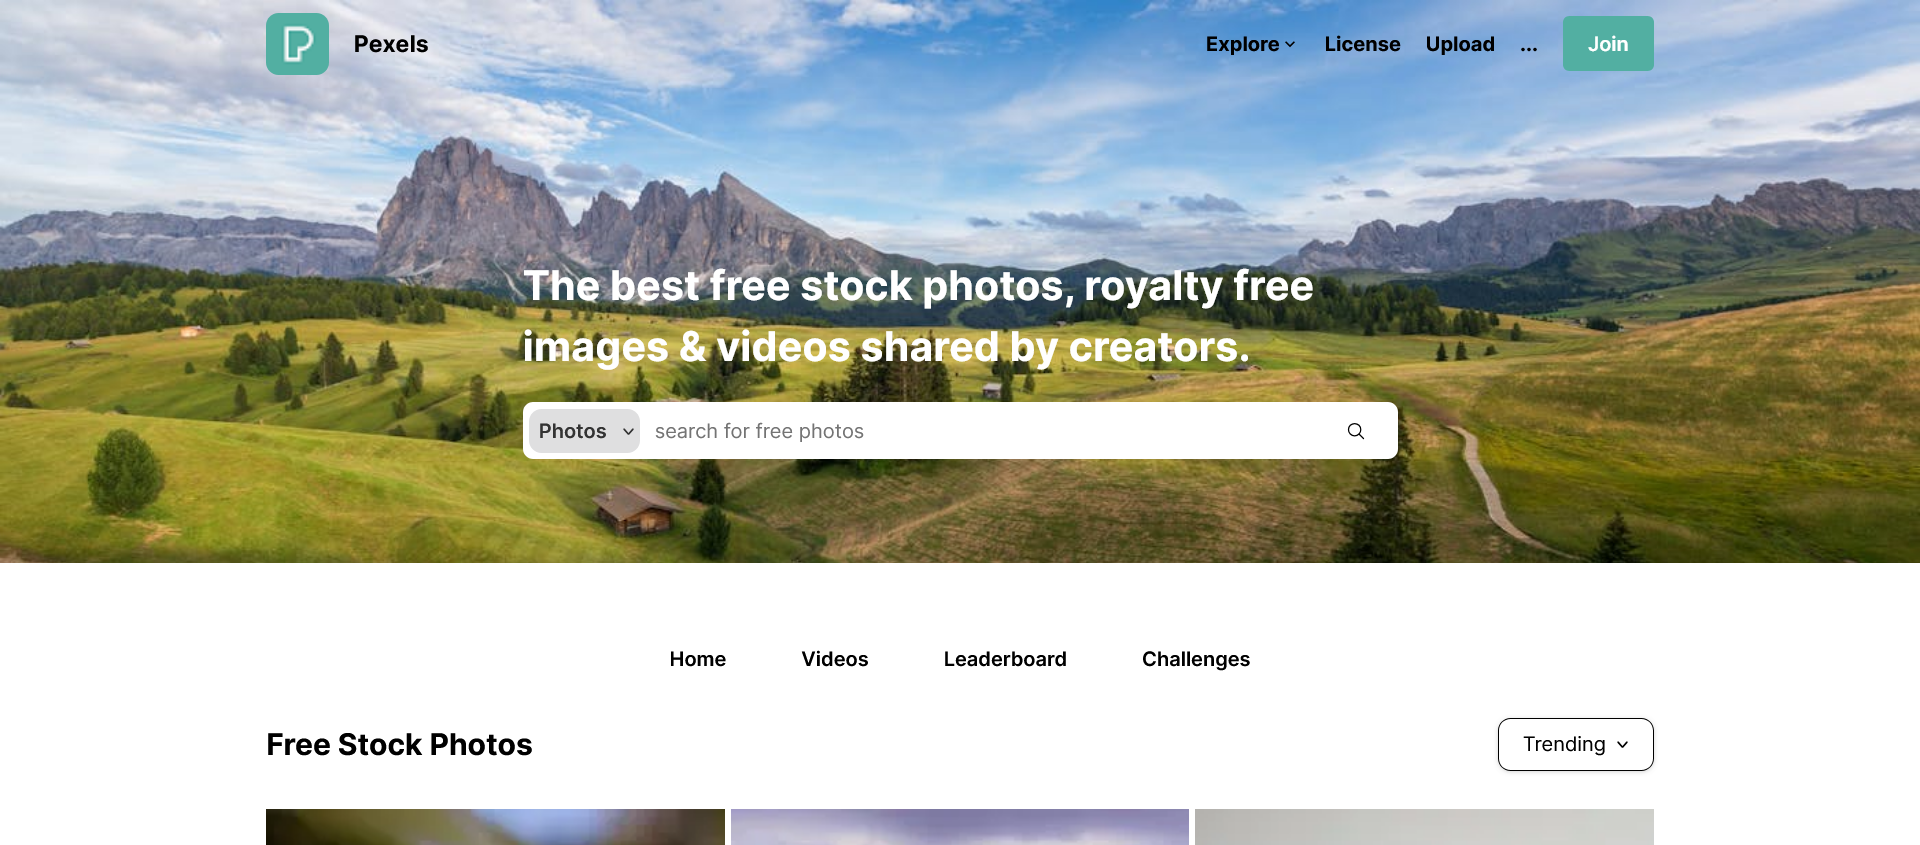 Pexels
Explore
License
Upload
...
Join
The best free stock photos, royalty free
images & videos shared by creators.
Photos
search for free photos
Home
Videos
Leaderboard
Challenges
Free Stock Photos
Trending